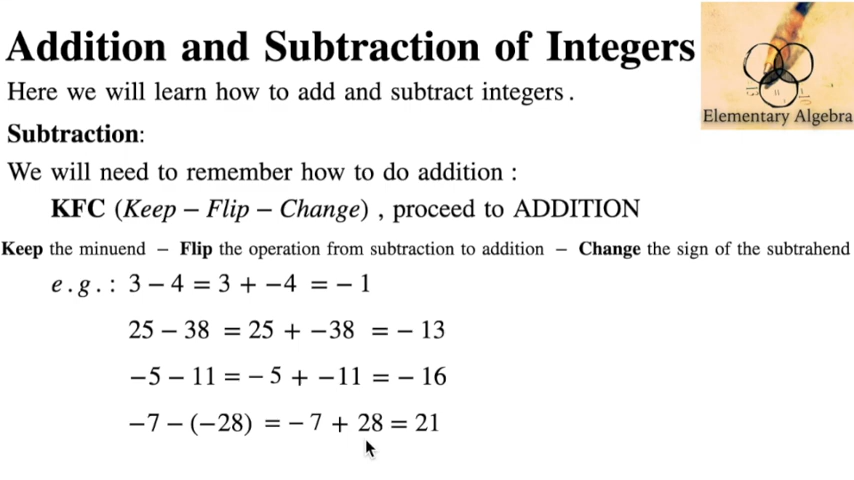 Addition and Subtraction of Integers
Elementary Algebra
Here we will learn how to add and subtract integers .
Subtraction:
We will need to remember how to do addition :
KFC (Keep − Flip − Change) , proceed to ADDITION
Keep the minuend − Flip the operation from subtraction to addition − Change the sign of the subtrahend
e . g . : 3 − 4 = 3 + −4 = − 1
25 − 38 = 25 + −38 = − 13
−5 − 11 = − 5 + −11 = − 16
−7 − (−28) = − 7 + 28 = 21